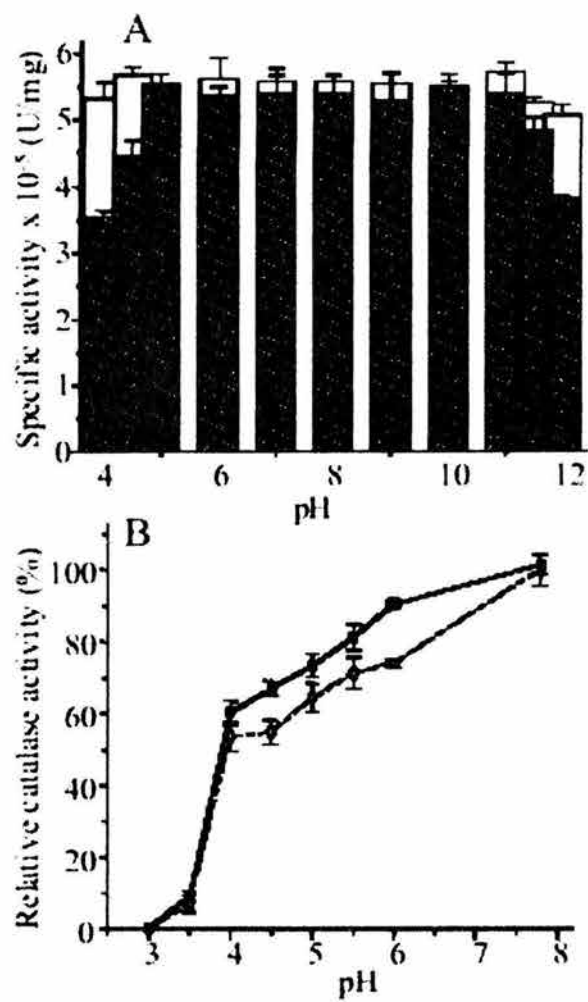 A
Specific activity x 10⁻⁵ (U/mg)
6
5
4
3
2
1
0
4 6 8 10 12
pH
B
Relative catalase activity (%)
100
80
60
40
20
0
3 4 5 6 7 8
pH